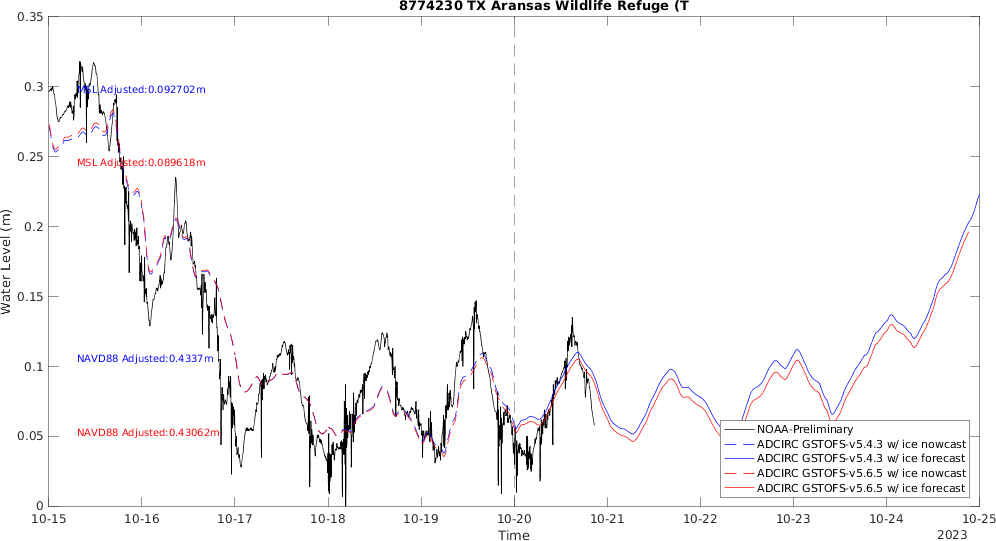 8774230 TX Aransas Wildlife Refuge (T
0.35
0.3
0.25
0.2
0.15
0.1
0.05
0
Water Level (m)
MSL Adjusted:0.092702m
MSL Adjusted:0.089618m
NAVD88 Adjusted:0.4337m
NAVD88 Adjusted:0.43062m
NOAA-Preliminary
ADCIRC GSTOFS-v5.4.3 w/ ice nowcast
ADCIRC GSTOFS-v5.4.3 w/ ice forecast
ADCIRC GSTOFS-v5.6.5 w/ ice nowcast
ADCIRC GSTOFS-v5.6.5 w/ ice forecast
10-15 10-16 10-17 10-18 10-19 10-20 10-21 10-22 10-23 10-24 10-25
Time
2023